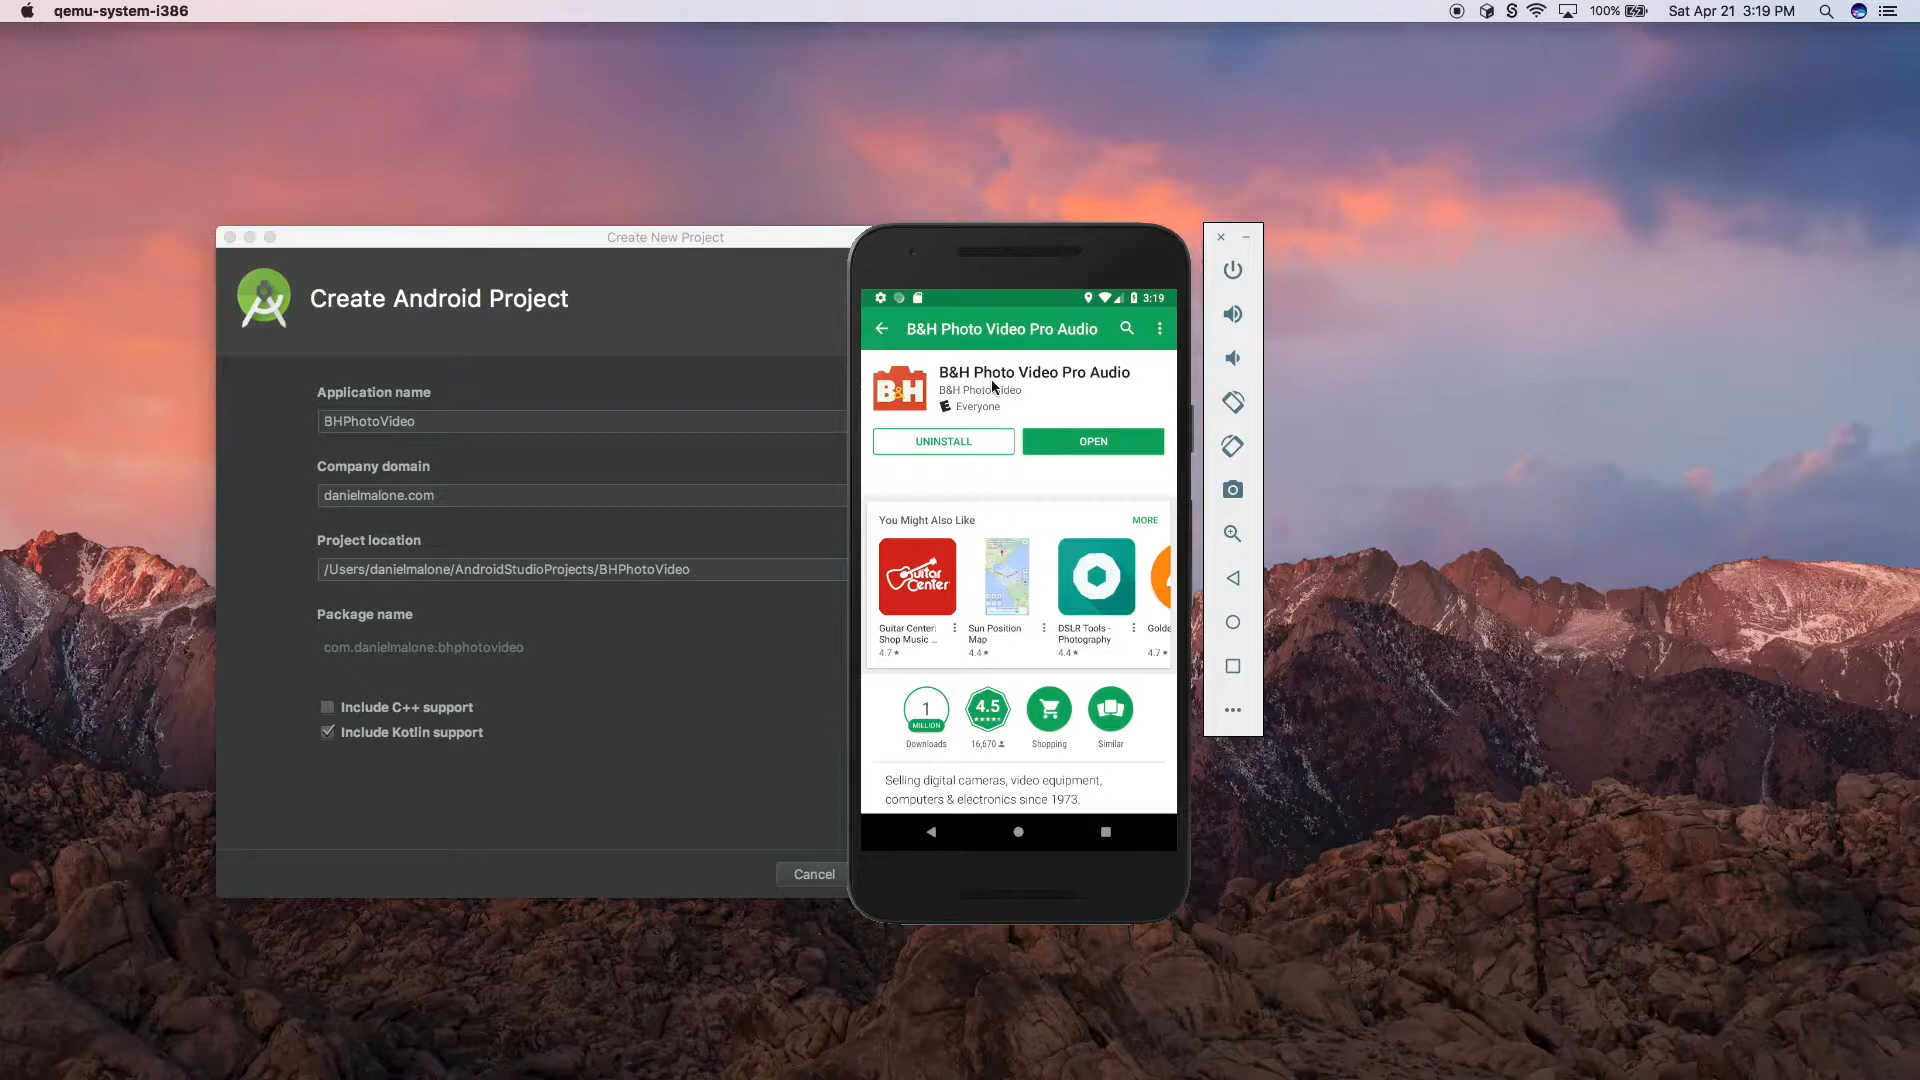 qemu-system-i386
100%
Sat Apr 21 3:19 PM
Create New Project
Create Android Project
Application name
BHPhotoVideo
Company domain
danielmalone.com
Project location
/Users/danielmalone/AndroidStudioProjects/BHPhotoVideo
Package name
com.danielmalone.bhphotovideo
Include C++ support
Include Kotlin support
Cancel
3:19
B&H Photo Video Pro Audio
B&H
B&H Photo Video Pro Audio
B&H Photo Video
E Everyone
UNINSTALL
OPEN
You Might Also Like
MORE
Guitar Center
Guitar Center:
Shop Music ...
4.7★
Sun Position
Map
4.4★
DSLR Tools -
Photography
4.4★
Golde
4.7★
1
MILLION
Downloads
4.5
16,670
Shopping
Similar
Selling digital cameras, video equipment,
computers & electronics since 1973.